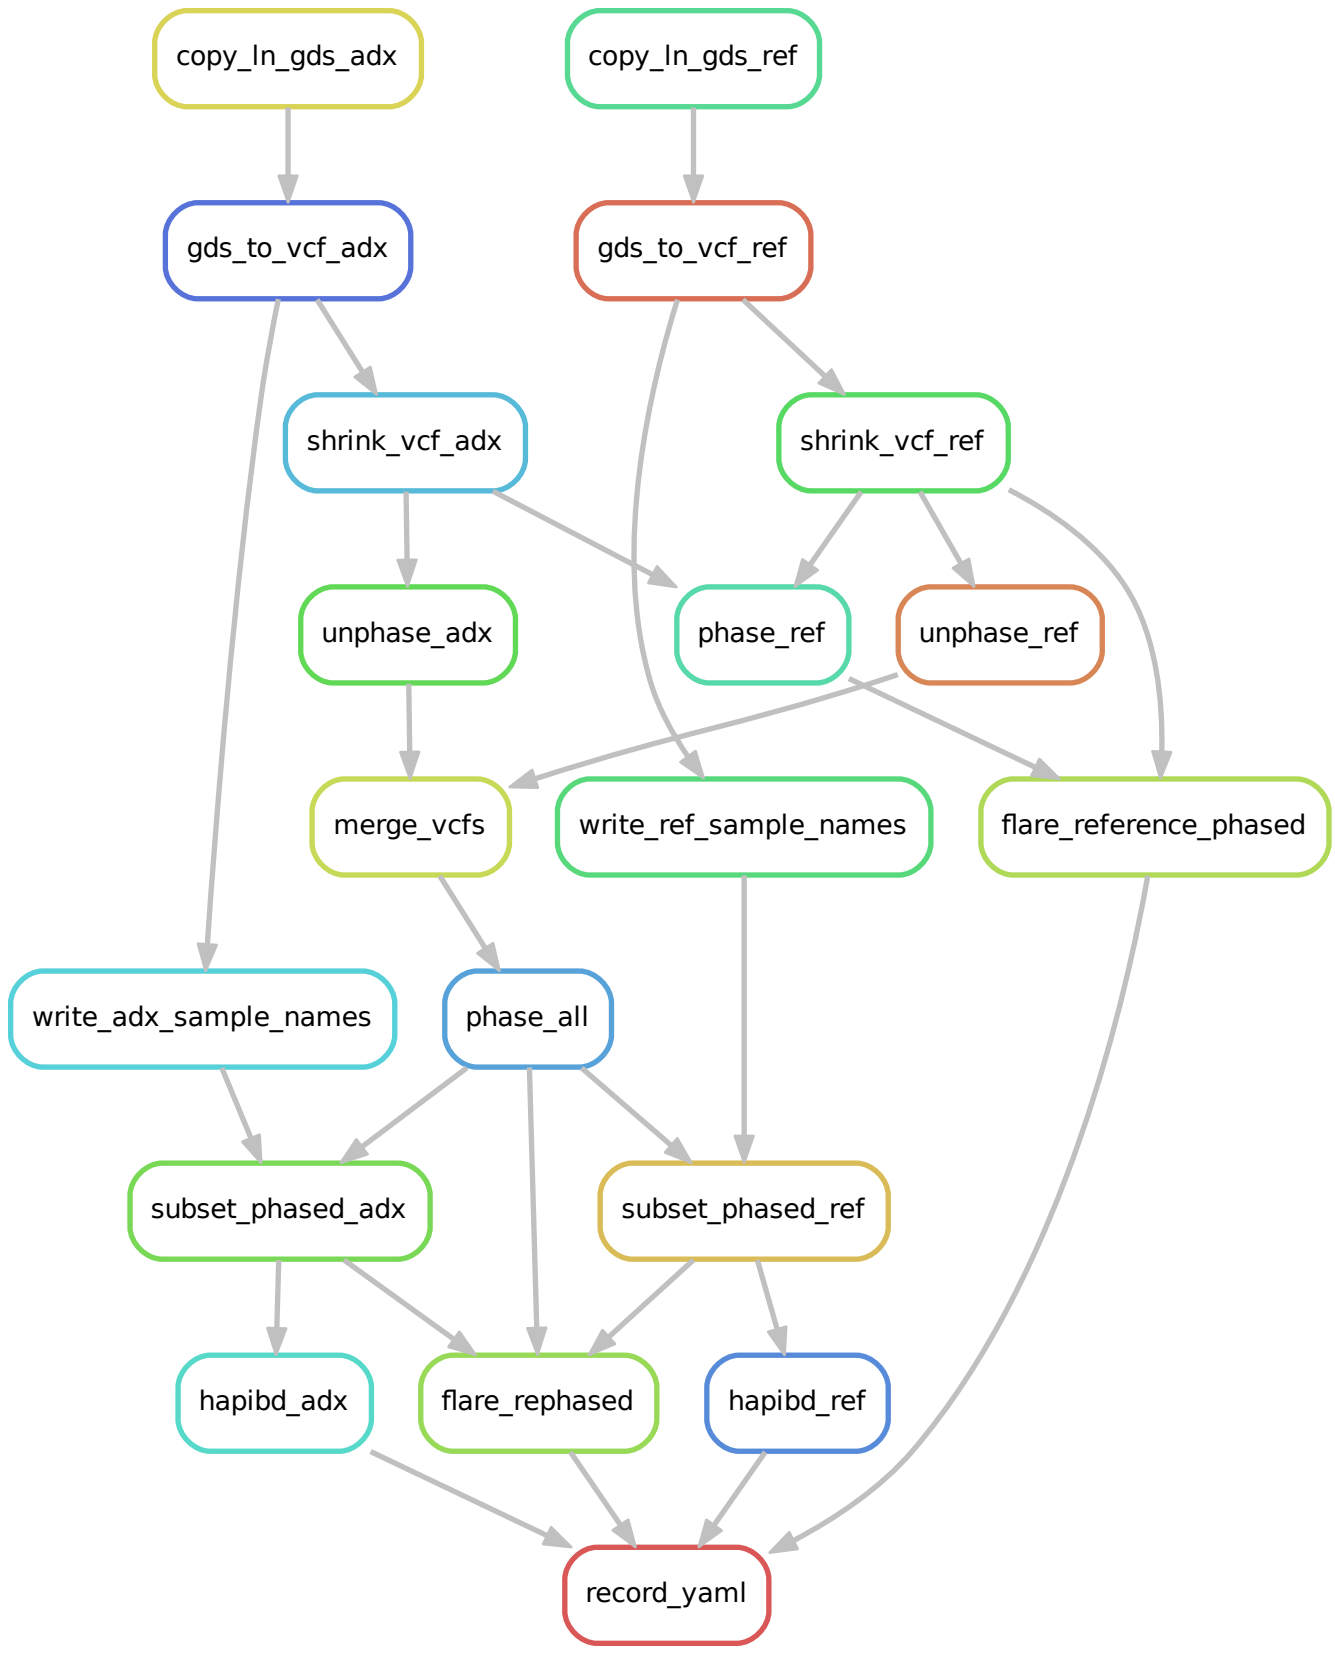 copy_ln_gds_adx
copy_ln_gds_ref
gds_to_vcf_adx
gds_to_vcf_ref
shrink_vcf_adx
shrink_vcf_ref
unphase_adx
phase_ref
unphase_ref
merge_vcfs
write_ref_sample_names
flare_reference_phased
write_adx_sample_names
phase_all
subset_phased_adx
subset_phased_ref
hapibd_adx
flare_rephased
hapibd_ref
record_yaml